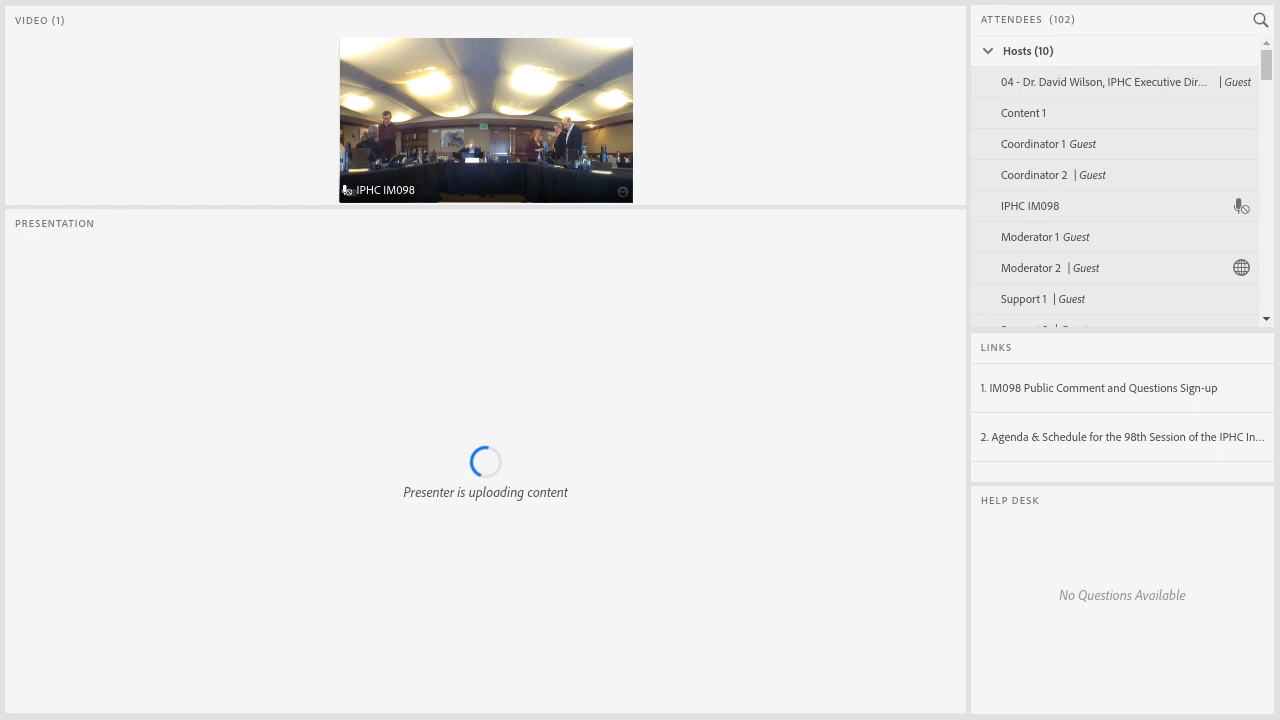 VIDEO (1)
IPHC IM098
PRESENTATION
Presenter is uploading content
ATTENDEES (102)
Hosts (10)
04 - Dr. David Wilson, IPHC Executive Dir... | Guest
Content 1
Coordinator 1 Guest
Coordinator 2 | Guest
IPHC IM098
Moderator 1 Guest
Moderator 2 | Guest
Support 1 | Guest
LINKS
1. IM098 Public Comment and Questions Sign-up
2. Agenda & Schedule for the 98th Session of the IPHC In...
HELP DESK
No Questions Available